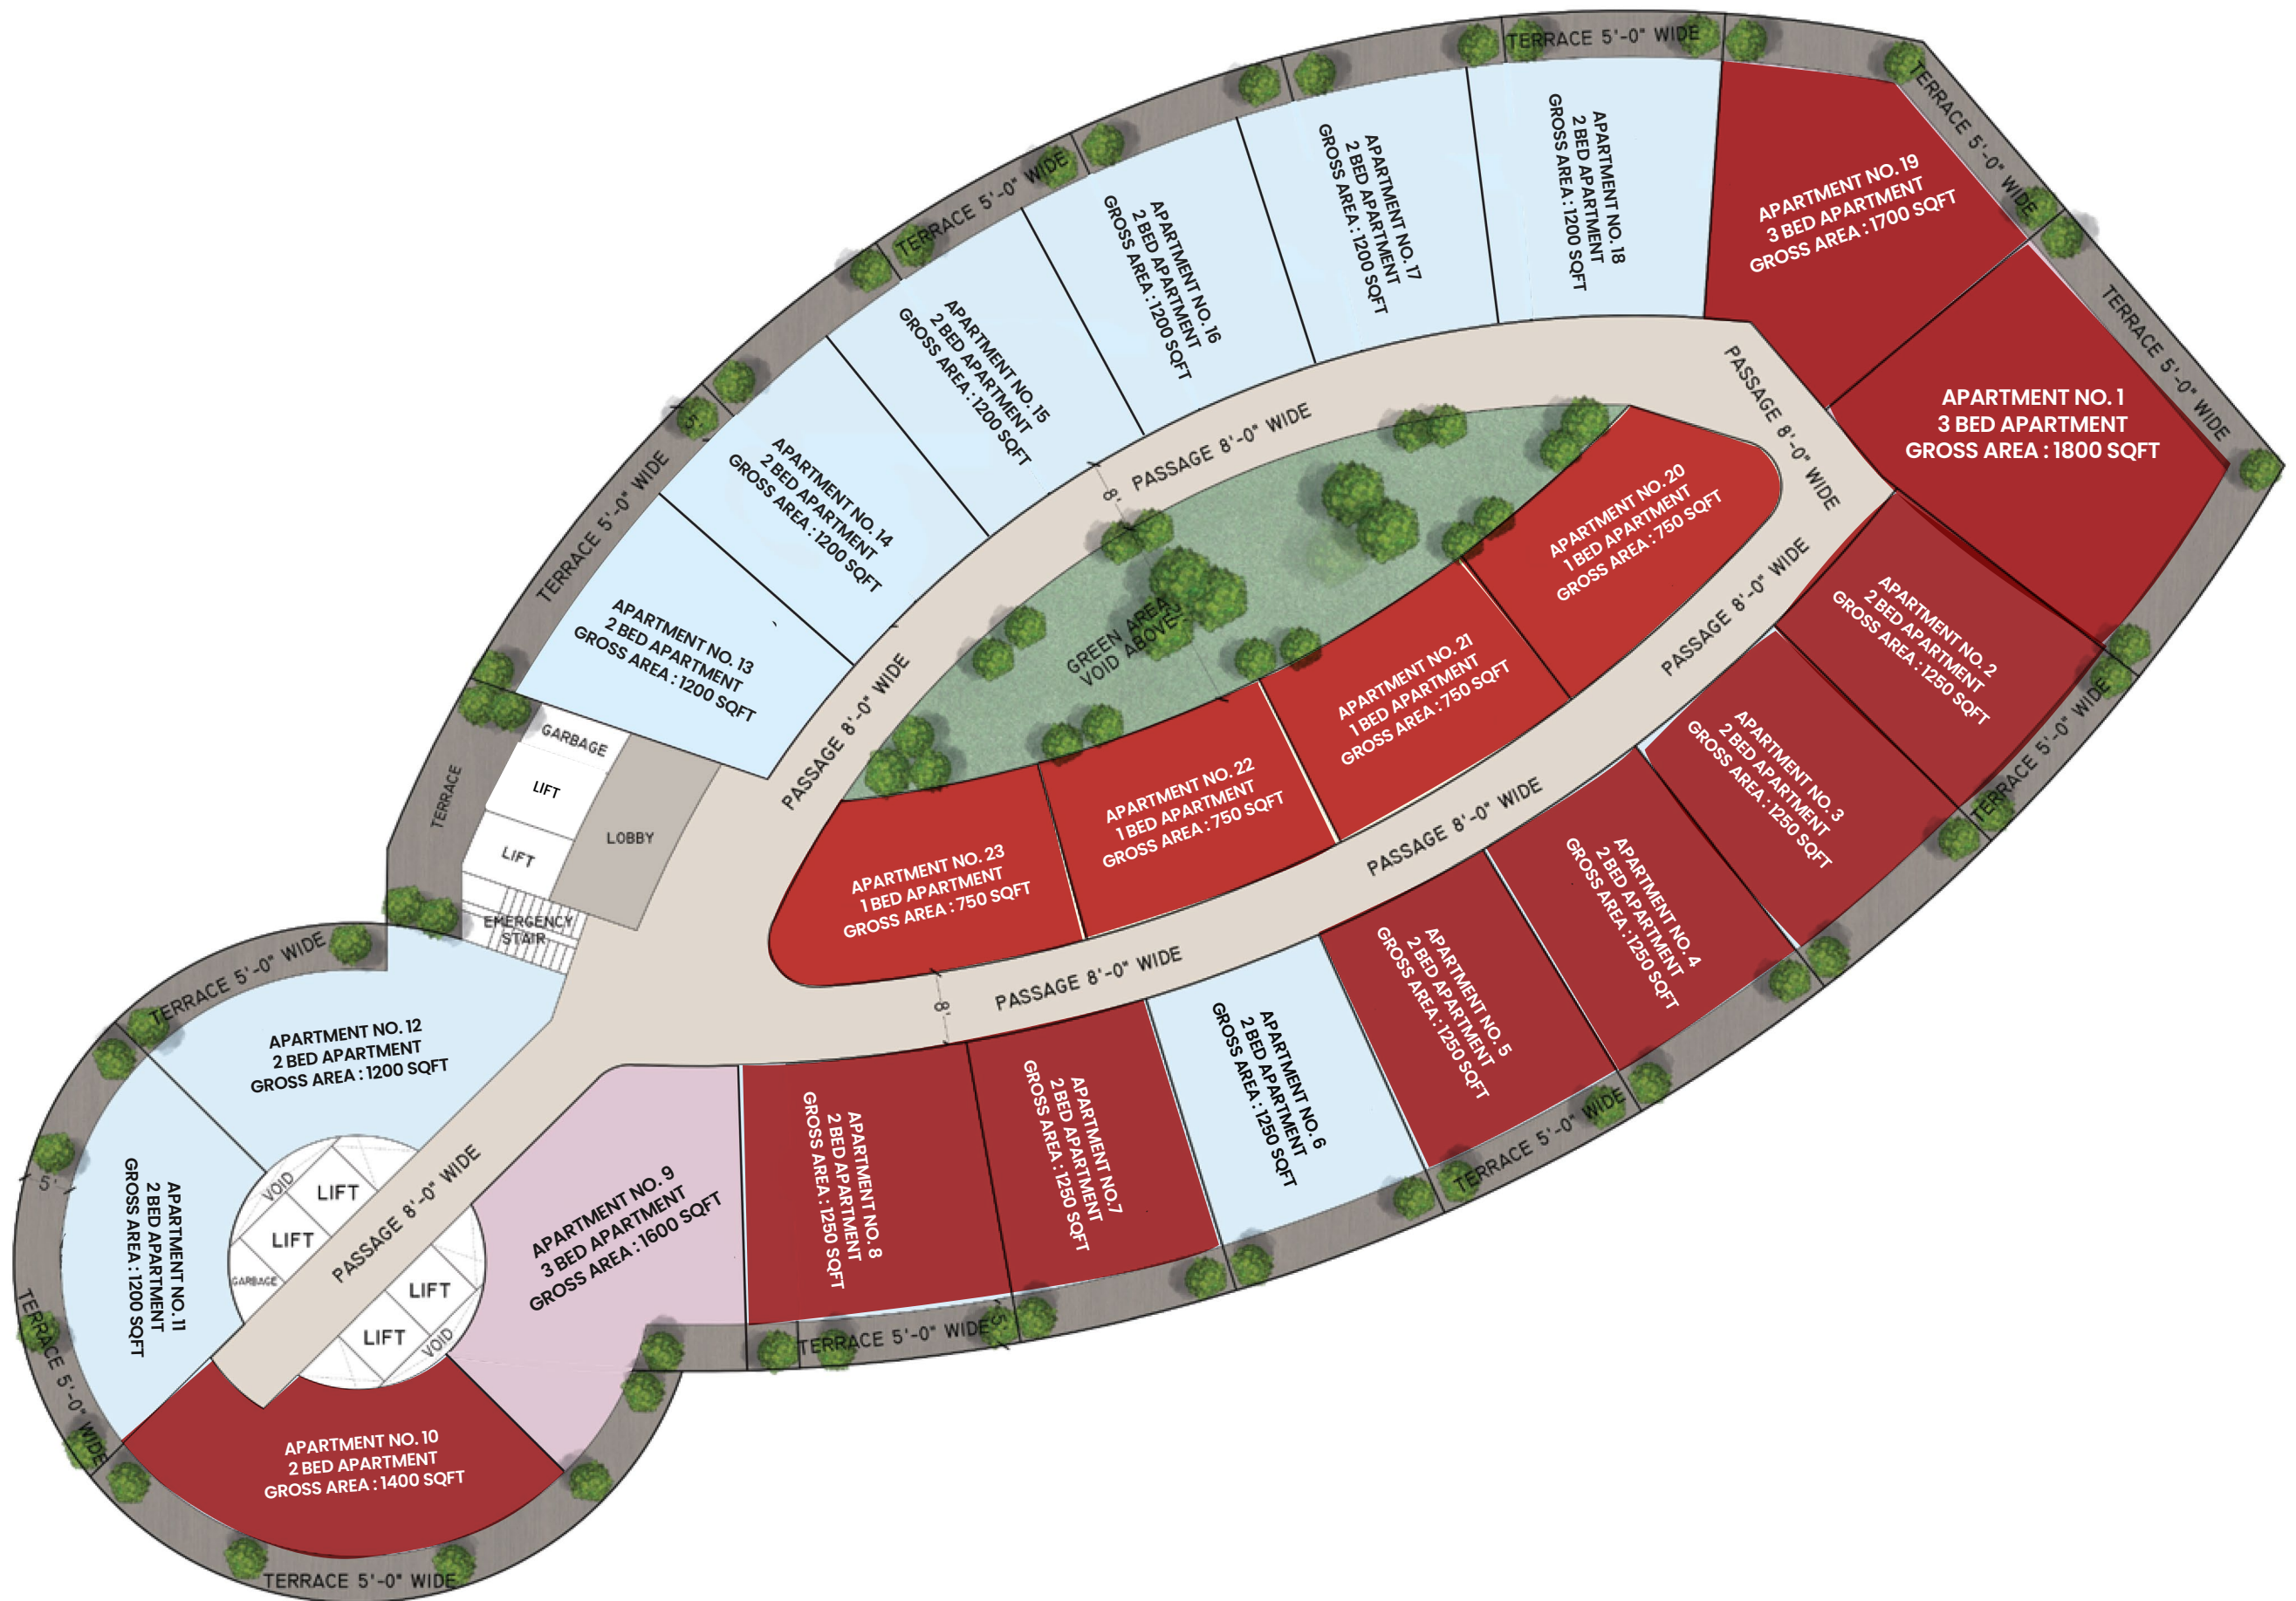 TERRACE 5'-0" WIDE
TERRACE 5'-0" WIDE
TERRACE 5'-0" WIDE
TERRACE 5'-0" WIDE
TERRACE 5'-0" WIDE
APARTMENT NO. 18
2 BED APARTMENT
GROSS AREA : 1200 SQFT
APARTMENT NO. 17
2 BED APARTMENT
GROSS AREA : 1200 SQFT
APARTMENT NO. 16
2 BED APARTMENT
GROSS AREA : 1200 SQFT
APARTMENT NO. 15
2 BED APARTMENT
GROSS AREA : 1200 SQFT
APARTMENT NO. 14
2 BED APARTMENT
GROSS AREA : 1200 SQFT
APARTMENT NO. 13
2 BED APARTMENT
GROSS AREA : 1200 SQFT
APARTMENT NO. 19
3 BED APARTMENT
GROSS AREA : 1700 SQFT
APARTMENT NO. 1
3 BED APARTMENT
GROSS AREA : 1800 SQFT
5'
TERRACE 5'-0" WIDE
PASSAGE 8'-0" WIDE
PASSAGE 8'-0" WIDE
8'
PASSAGE 8'-0" WIDE
PASSAGE 8'-0" WIDE
GREEN AREA
VOID ABOVE
APARTMENT NO. 20
1 BED APARTMENT
GROSS AREA : 750 SQFT
APARTMENT NO. 21
1 BED APARTMENT
GROSS AREA : 750 SQFT
APARTMENT NO. 22
1 BED APARTMENT
GROSS AREA : 750 SQFT
APARTMENT NO. 23
1 BED APARTMENT
GROSS AREA : 750 SQFT
APARTMENT NO. 2
2 BED APARTMENT
GROSS AREA : 1250 SQFT
APARTMENT NO. 3
2 BED APARTMENT
GROSS AREA : 1250 SQFT
APARTMENT NO. 4
2 BED APARTMENT
GROSS AREA : 1250 SQFT
APARTMENT NO. 5
2 BED APARTMENT
GROSS AREA : 1250 SQFT
APARTMENT NO. 6
2 BED APARTMENT
GROSS AREA : 1250 SQFT
APARTMENT NO.7
2 BED APARTMENT
GROSS AREA : 1250 SQFT
APARTMENT NO. 8
2 BED APARTMENT
GROSS AREA : 1250 SQFT
PASSAGE 8'-0" WIDE
PASSAGE 8'-0" WIDE
8'
TERRACE
GARBAGE
LIFT
LIFT
LOBBY
EMERGENCY
STAIR
TERRACE 5'-0" WIDE
APARTMENT NO. 12
2 BED APARTMENT
GROSS AREA : 1200 SQFT
APARTMENT NO. 11
2 BED APARTMENT
GROSS AREA : 1200 SQFT
5'
VOID
LIFT
LIFT
GARBAGE
PASSAGE 8'-0" WIDE
LIFT
LIFT
VOID
APARTMENT NO. 9
3 BED APARTMENT
GROSS AREA : 1600 SQFT
TERRACE 5'-0" WIDE
5'
TERRACE 5'-0" WIDE
TERRACE 5'-0" WIDE
APARTMENT NO. 10
2 BED APARTMENT
GROSS AREA : 1400 SQFT
TERRACE 5'-0" WIDE